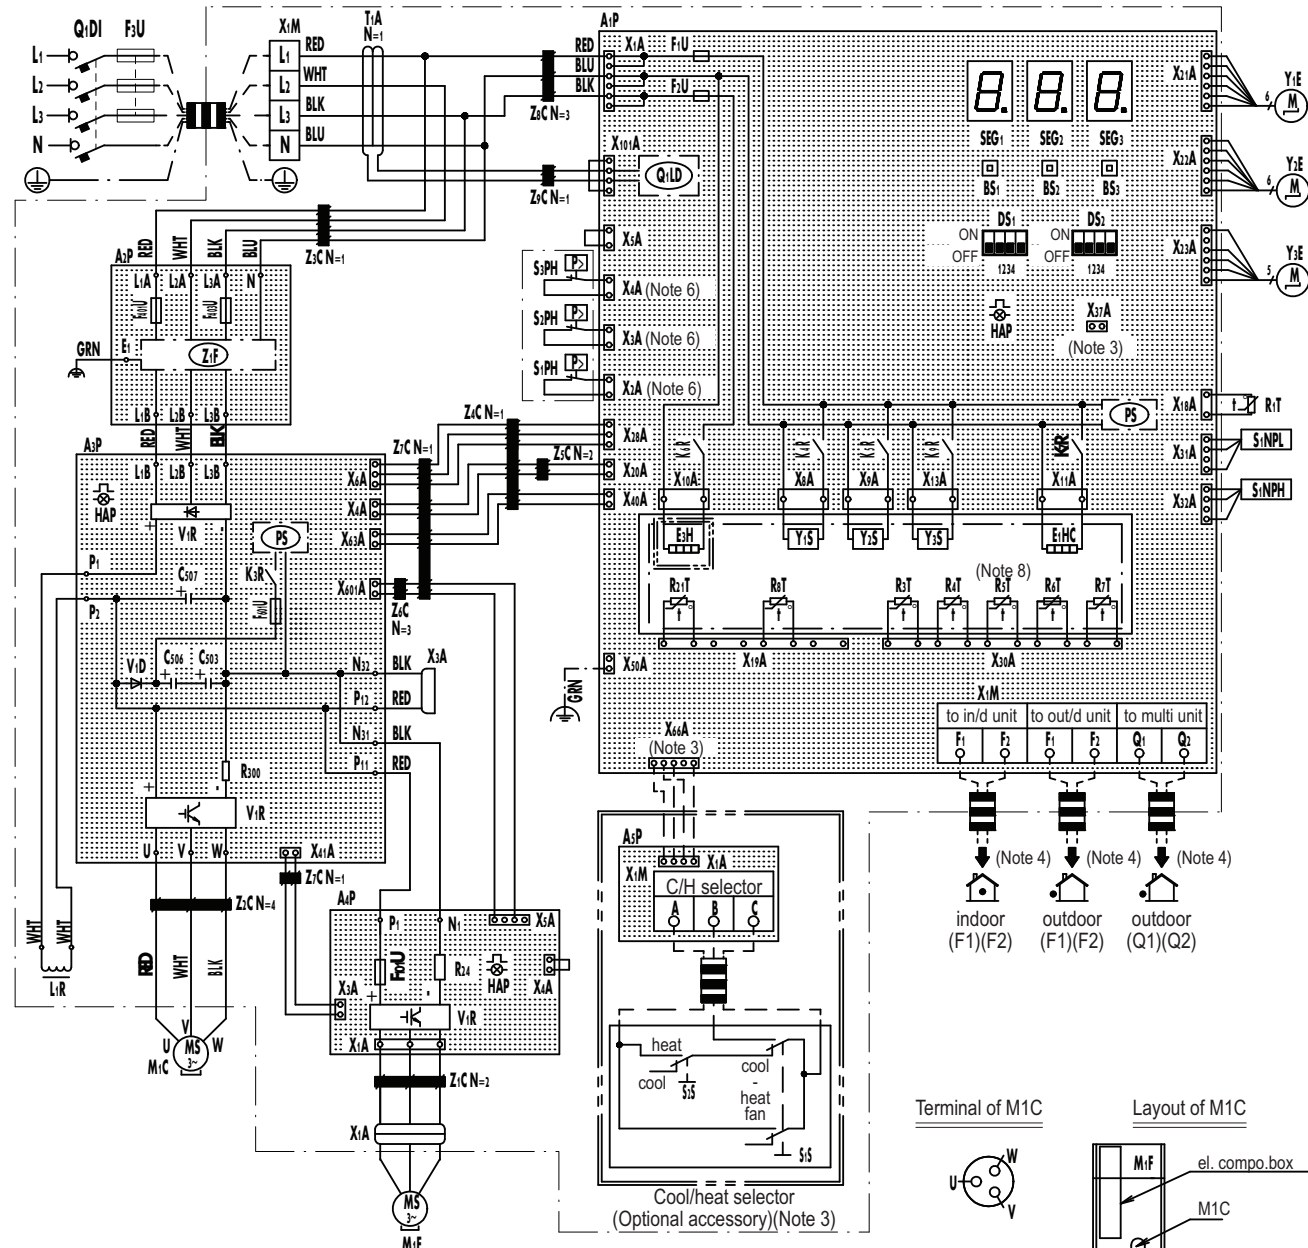 Q1DI F3U X1M T1A N=1 A1P
L1 L2 L3 N
L1 RED
L2 WHT
L3 BLK
N BLU
RED BLU BLK
Z8C N=3
Z9C N=1
X1A F1U
F2U
X101A
Q1LD
SEG1 SEG2 SEG3
BS1 BS2 BS3
DS1 DS2
ON OFF 1234
ON OFF 1234
HAP X37A
(Note 3)
X21A 6 Y1E M
X22A 6 Y2E M
X23A 5 Y3E M
X5A
S3PH P> X4A (Note 6)
S2PH P> X3A (Note 6)
S1PH P> X2A (Note 6)
RED WHT BLK BLU
Z3C N=1
A2P
L1A L2A L3A N
F401U F403U
GRN E1 Z1F
L1B L2B L3B
RED WHT BLK
A3P
L1B L2B L3B
HAP
V1R
PS
P1
P2
C507
K3R
F601U
V1D C506 C503
X6A
X4A
X63A
X601A
Z7C N=1
Z4C N=1
Z5C N=2
Z6C N=3
X28A
X20A
X40A
N32 BLK X3A
P12 RED
N31 BLK
P11 RED
R300
V1R
U V W X41A
Z7C N=1
Z2C N=4
WHT WHT
L1R
RED WHT BLK
U V W
MS 3~
M1C
A4P
P1 N1 X5A
F01U R24 HAP X4A
X3A
V1R
X1A
Z1C N=2
X1A
MS 3~
M1F
PS
X18A R1T
X31A S1NPL
X32A S1NPH
X10A X8A X9A X13A X11A
E3H Y1S Y2S Y3S E1HC
(Note 8)
R21T R8T R3T R4T R5T R6T R7T
X19A X30A
X50A
GRN
X66A
(Note 3)
X1M
to in/d unit to out/d unit to multi unit
F1 F2 F1 F2 Q1 Q2
(Note 4) (Note 4) (Note 4)
indoor outdoor outdoor
(F1)(F2) (F1)(F2) (Q1)(Q2)
A5P
X1M X1A
C/H selector
A B C
heat
cool
S2S
cool
-
heat
fan
S1S
Cool/heat selector
(Optional accessory)(Note 3)
Terminal of M1C
U W V
Layout of M1C
M1F
el. compo.box
M1C